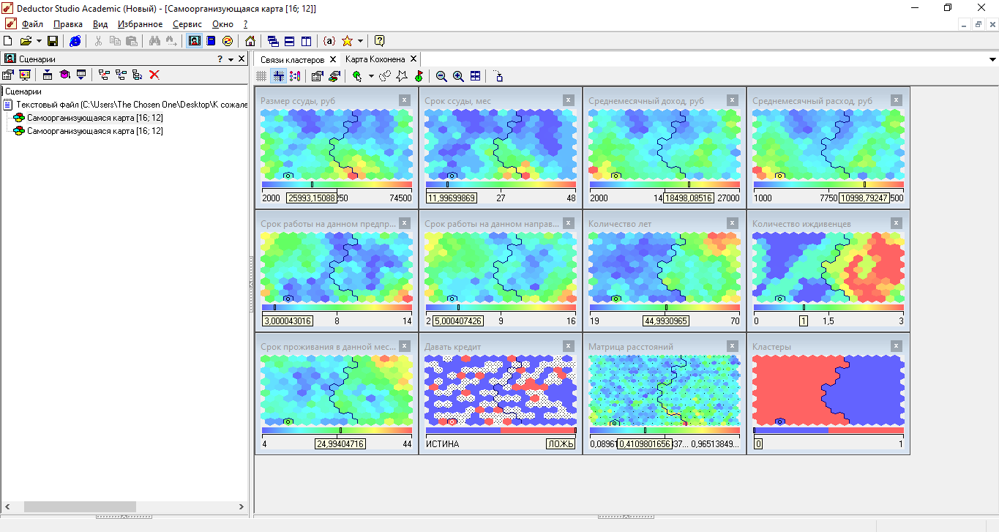 Deductor Studio Academic (Новый) - [Самоорганизующаяся карта [16; 12]]
Файл Правка Вид Избранное Сервис Окно ?
{a} ?
Сценарии ? x
Связи кластеров X Карта Кохонена X
Сценарии
Текстовый файл (C:\Users\The Chosen One\Desktop\К сожале
Самоорганизующаяся карта [16; 12]
Самоорганизующаяся карта [16; 12]
Размер ссуды, руб x
2000 25993,15088 250 74500
Срок ссуды, мес x
11,99699869 27 48
Среднемесячный доход, руб x
2000 14 18498,08516 27000
Среднемесячный расход, руб x
1000 7750 10998,79247 500
Срок работы на данном предпр... x
3,000043016 8 14
Срок работы на данном направ... x
2 5,000407426 9 16
Количество лет x
19 44,9930965 70
Количество иждивенцев x
0 1 1,5 3
Срок проживания в данной мес... x
4 24,99404716 44
Давать кредит x
ИСТИНА ЛОЖЬ
Матрица расстояний x
0,0896 0,4109801656 37... 0,96513849...
Кластеры x
0 1